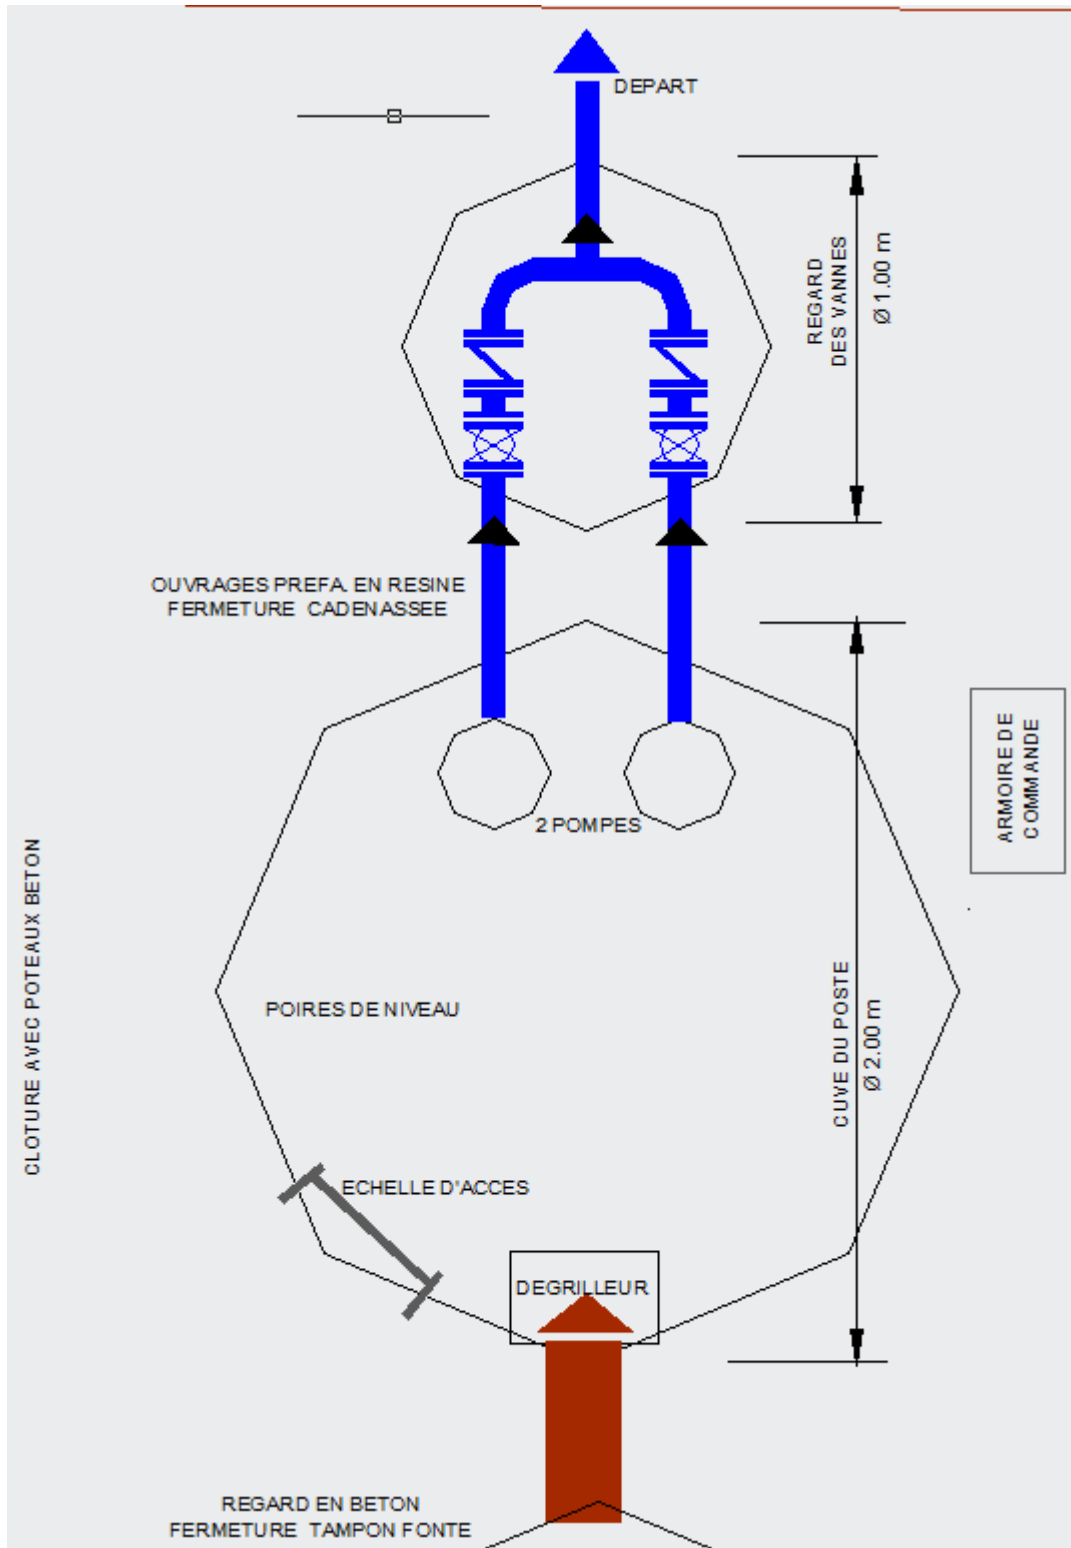 DEPART
REGARD
DES VANNES
Ø 1.00 m
OUVRAGES PREFA. EN RESINE
FERMETURE CADENASSEE
ARMOIRE DE
COMMANDE
2 POMPES
CLOTURE AVEC POTEAUX BETON
POIRES DE NIVEAU
CUVE DU POSTE
Ø 2.00 m
ECHELLE D'ACCES
DEGRILLEUR
REGARD EN BETON
FERMETURE TAMPON FONTE